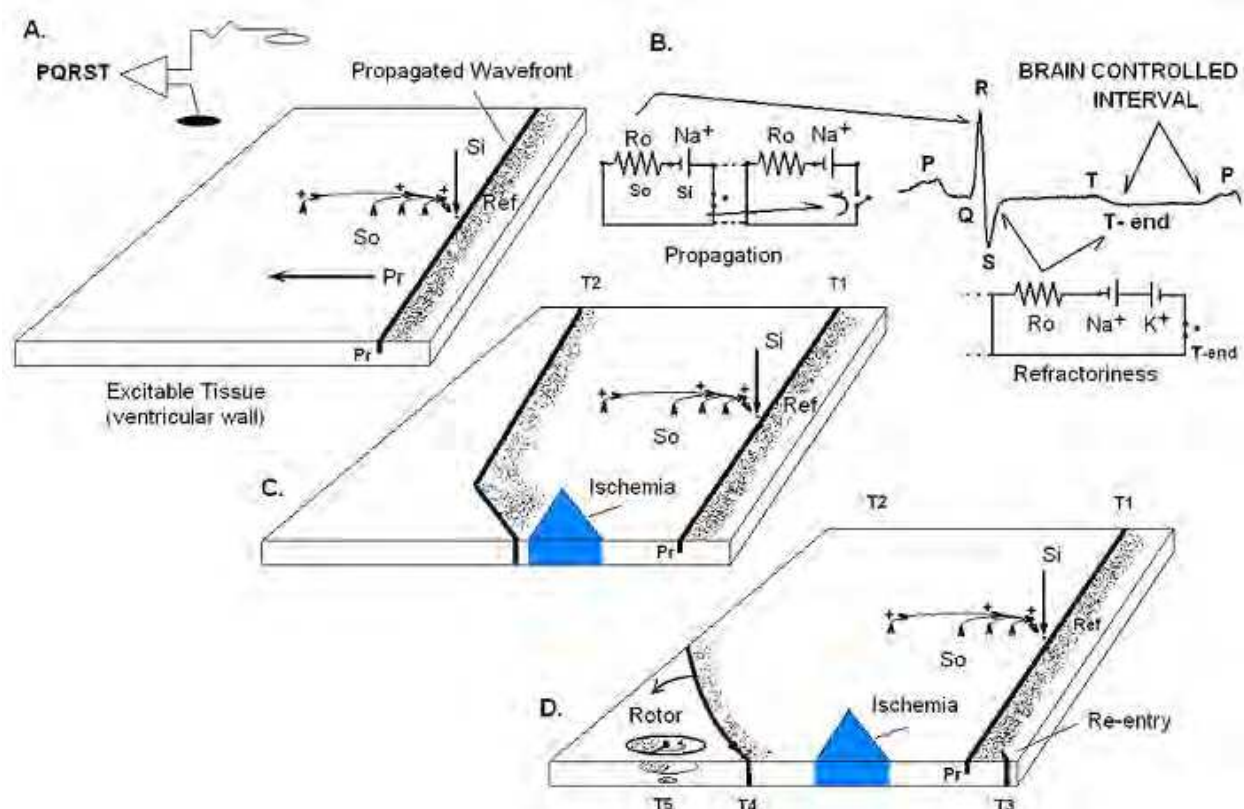 A.
PQRST
Propagated Wavefront
Si
Ref
So
Pr
Pr
Excitable Tissue
(ventricular wall)
B.
BRAIN CONTROLLED
INTERVAL
R
Ro Na+ Ro Na+
So Si
Propagation
P
Q
S
T
T- end
P
Ro Na+ K+
T-end
Refractoriness
C.
T2
T1
Si
Ref
So
Ischemia
Pr
D.
T2
T1
Si
Ref
So
Ischemia
Rotor
Re-entry
Pr
T5 T4 T3